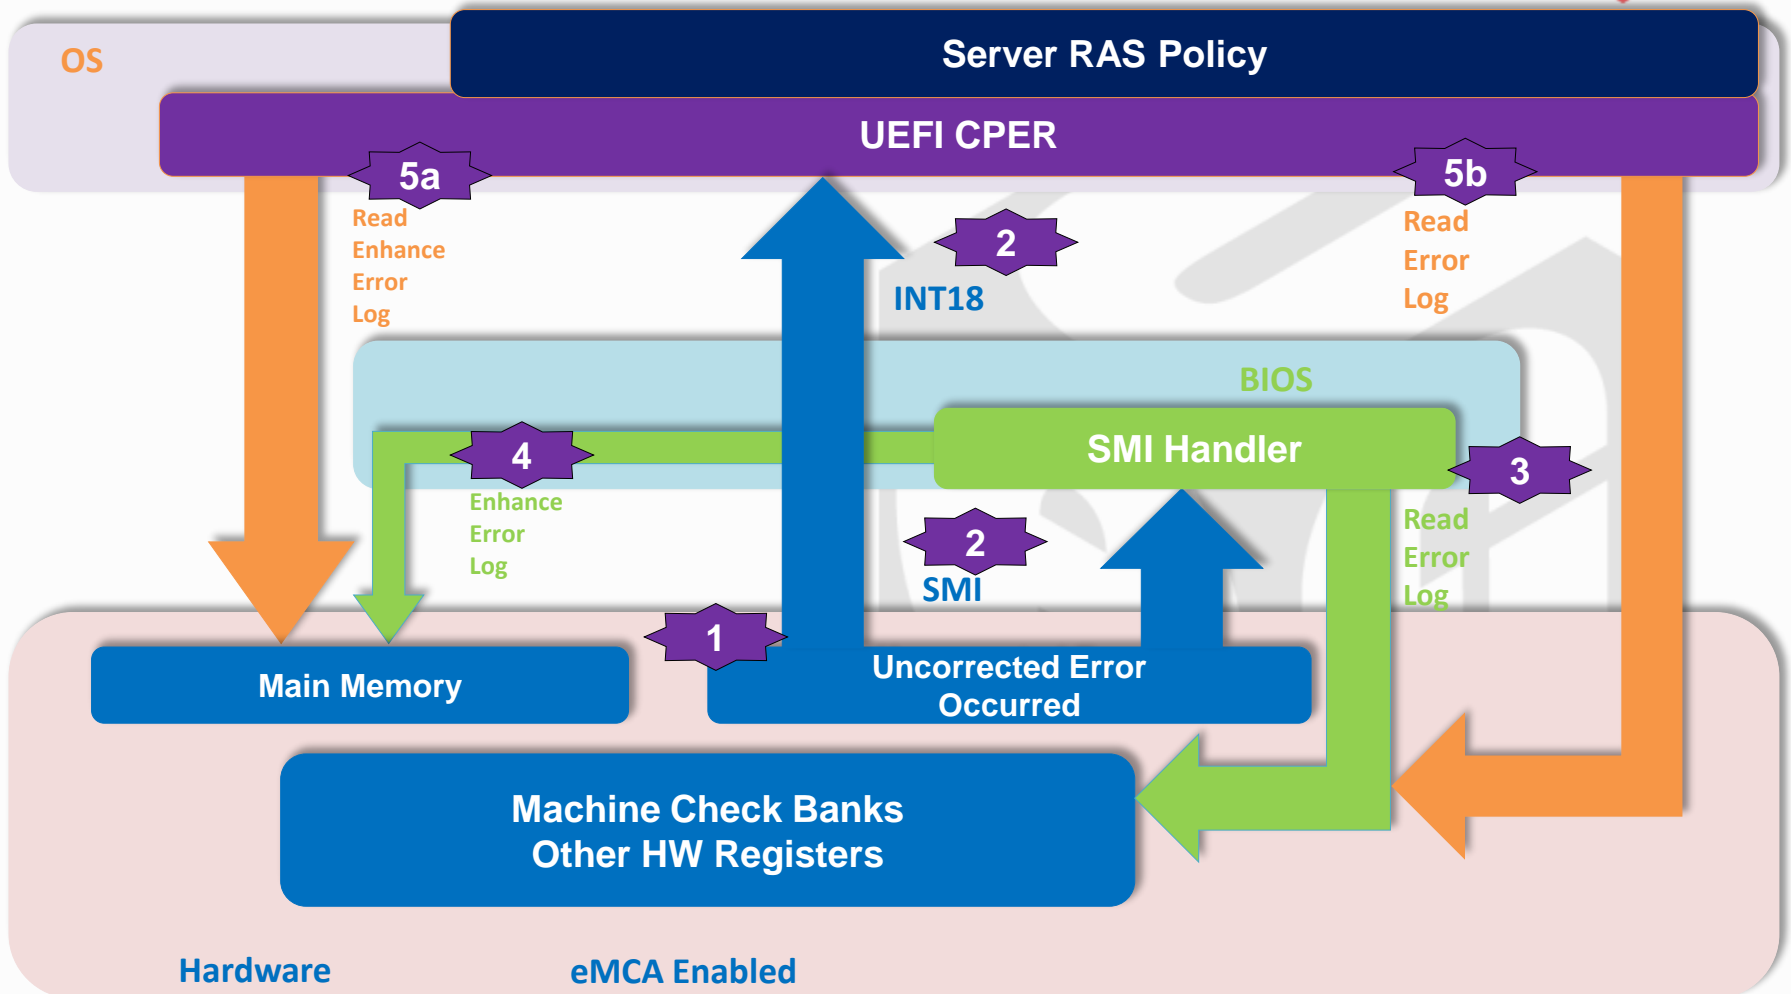 OS
Server RAS Policy
UEFI CPER
5a
Read
Enhance
Error
Log
2
INT18
5b
Read
Error
Log
BIOS
SMI Handler
4
Enhance
Error
Log
2
SMI
3
Read
Error
Log
1
Main Memory
Uncorrected Error
Occurred
Machine Check Banks
Other HW Registers
Hardware
eMCA Enabled